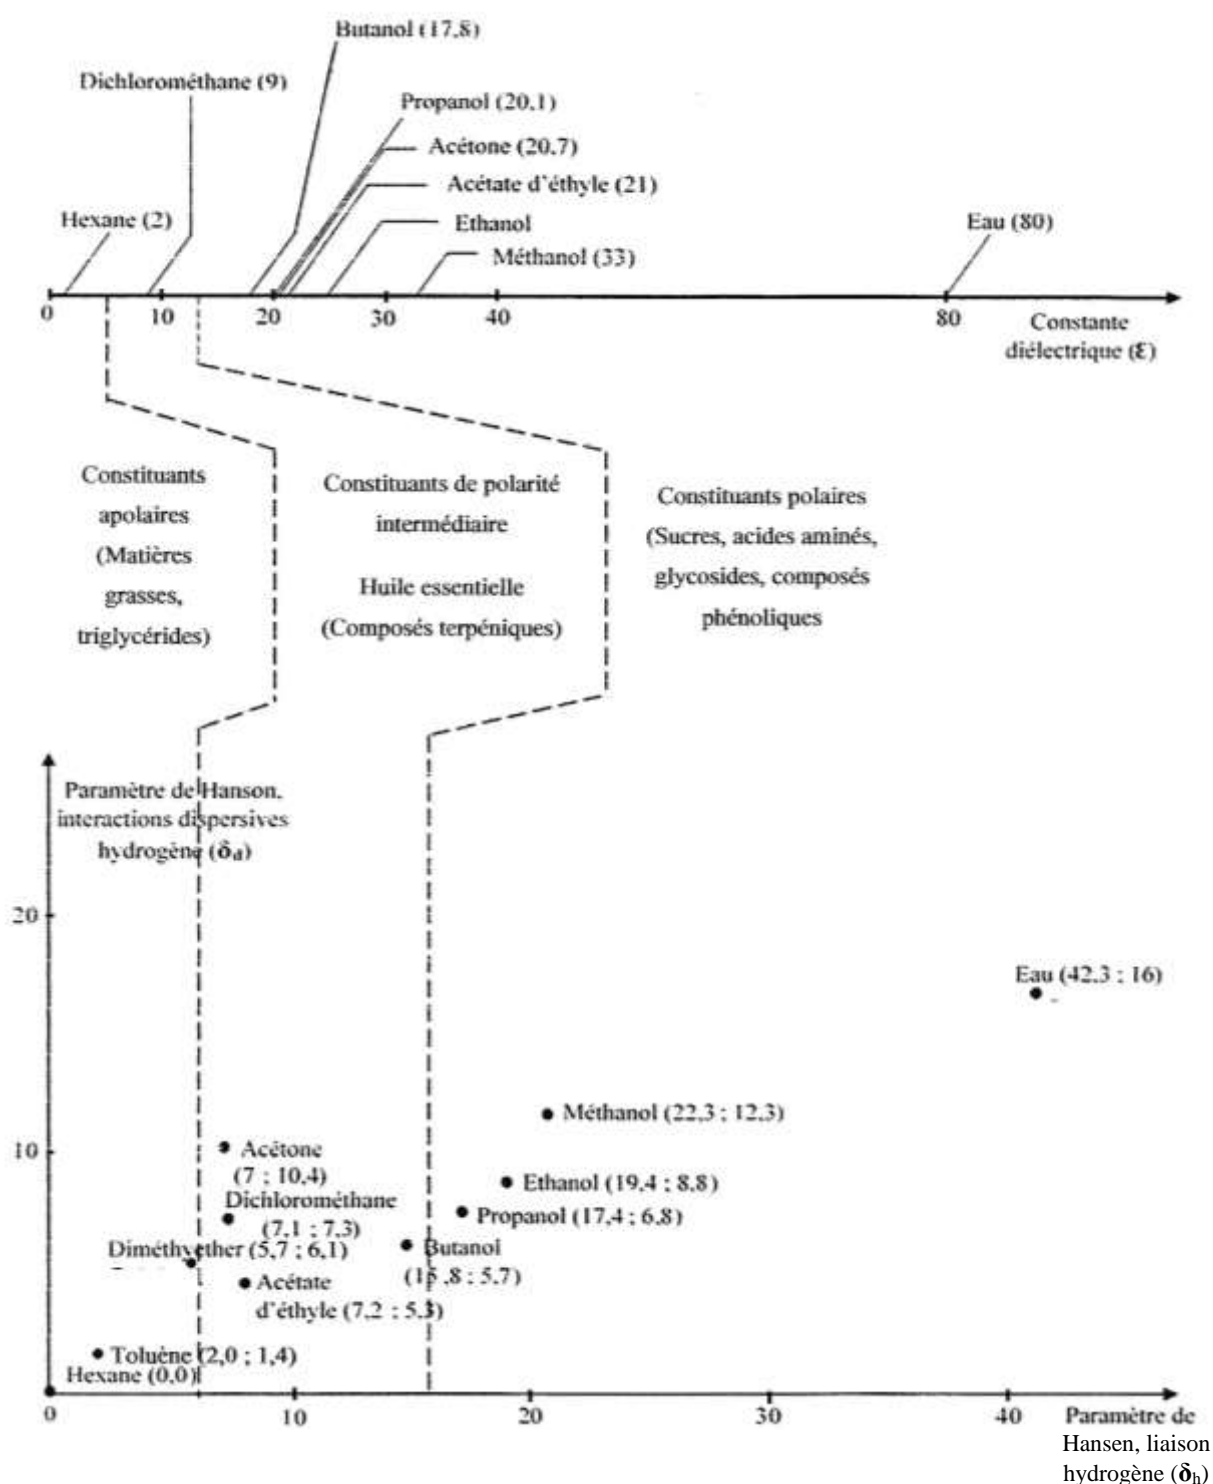 Butanol (17,8)
Dichlorométhane (9)
Propanol (20,1)
Acétone (20,7)
Acétate d'éthyle (21)
Hexane (2)
Ethanol
Eau (80)
Méthanol (33)
0
10
20
30
40
80
Constante
diélectrique (ε)
Constituants
apolaires
(Matières
grasses,
triglycérides)
Constituants de polarité
intermédiaire
Huile essentielle
(Composés terpéniques)
Constituants polaires
(Sucres, acides aminés,
glycosides, composés
phénoliques
Paramètre de Hanson,
interactions dispersives
hydrogène (δd)
20
Eau (42,3 ; 16)
Méthanol (22,3 ; 12,3)
10
Acétone
(7 ; 10,4)
Ethanol (19,4 ; 8,8)
Dichlorométhane
(7,1 ; 7,3)
Propanol (17,4 ; 6,8)
Diméthyether (5,7 ; 6,1)
Butanol
(15 ,8 ; 5,7)
Acétate
d'éthyle (7,2 ; 5,3)
Toluène (2,0 ; 1,4)
Hexane (0,0)
0
10
20
30
40
Paramètre de
Hansen, liaison
hydrogène (δh)